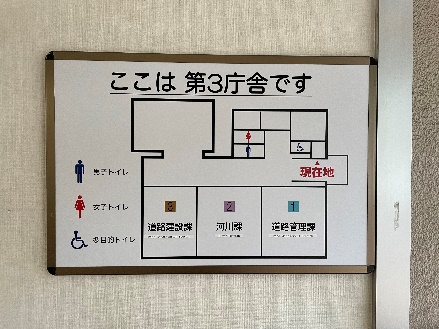 ここは 第3庁舎です
現在地
男子トイレ
女子トイレ
多目的トイレ
3
道路建設課
2
河川課
1
道路管理課